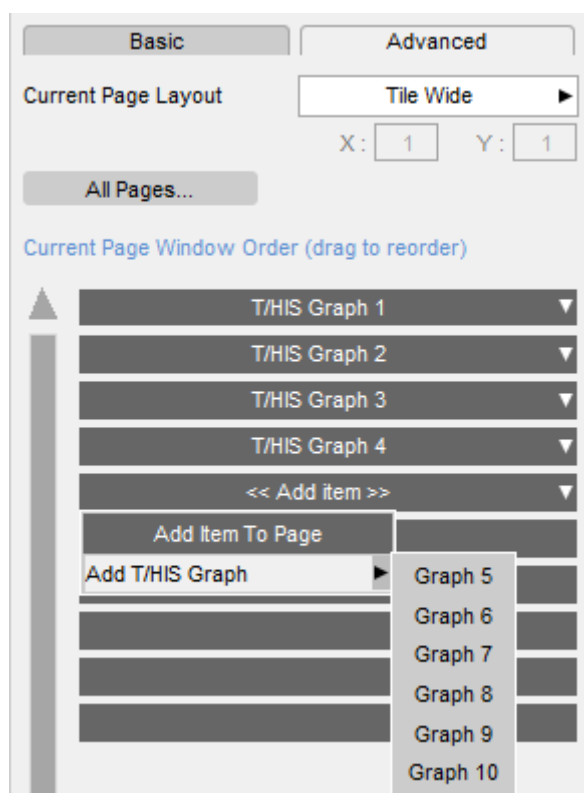 Basic Advanced
Current Page Layout Tile Wide
X : 1 Y : 1
All Pages...
Current Page Window Order (drag to reorder)
T/HIS Graph 1
T/HIS Graph 2
T/HIS Graph 3
T/HIS Graph 4
<< Add item >>
Add Item To Page
Add T/HIS Graph Graph 5
Graph 6
Graph 7
Graph 8
Graph 9
Graph 10